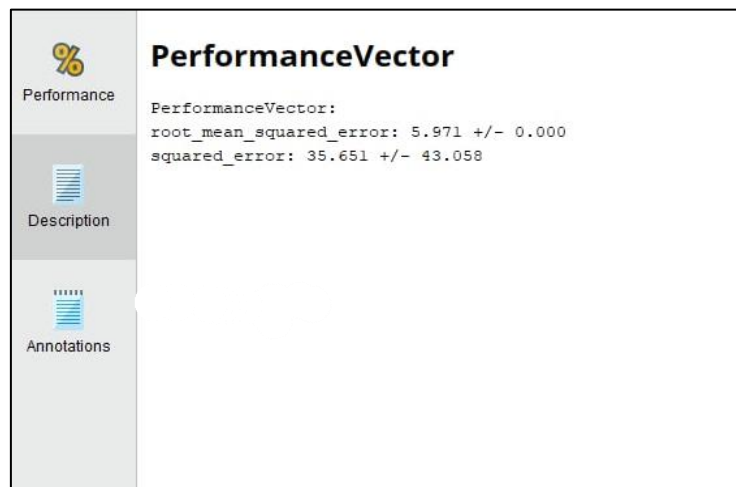 Performance
Description
Annotations
PerformanceVector
PerformanceVector:
root_mean_squared_error: 5.971 +/- 0.000
squared_error: 35.651 +/- 43.058